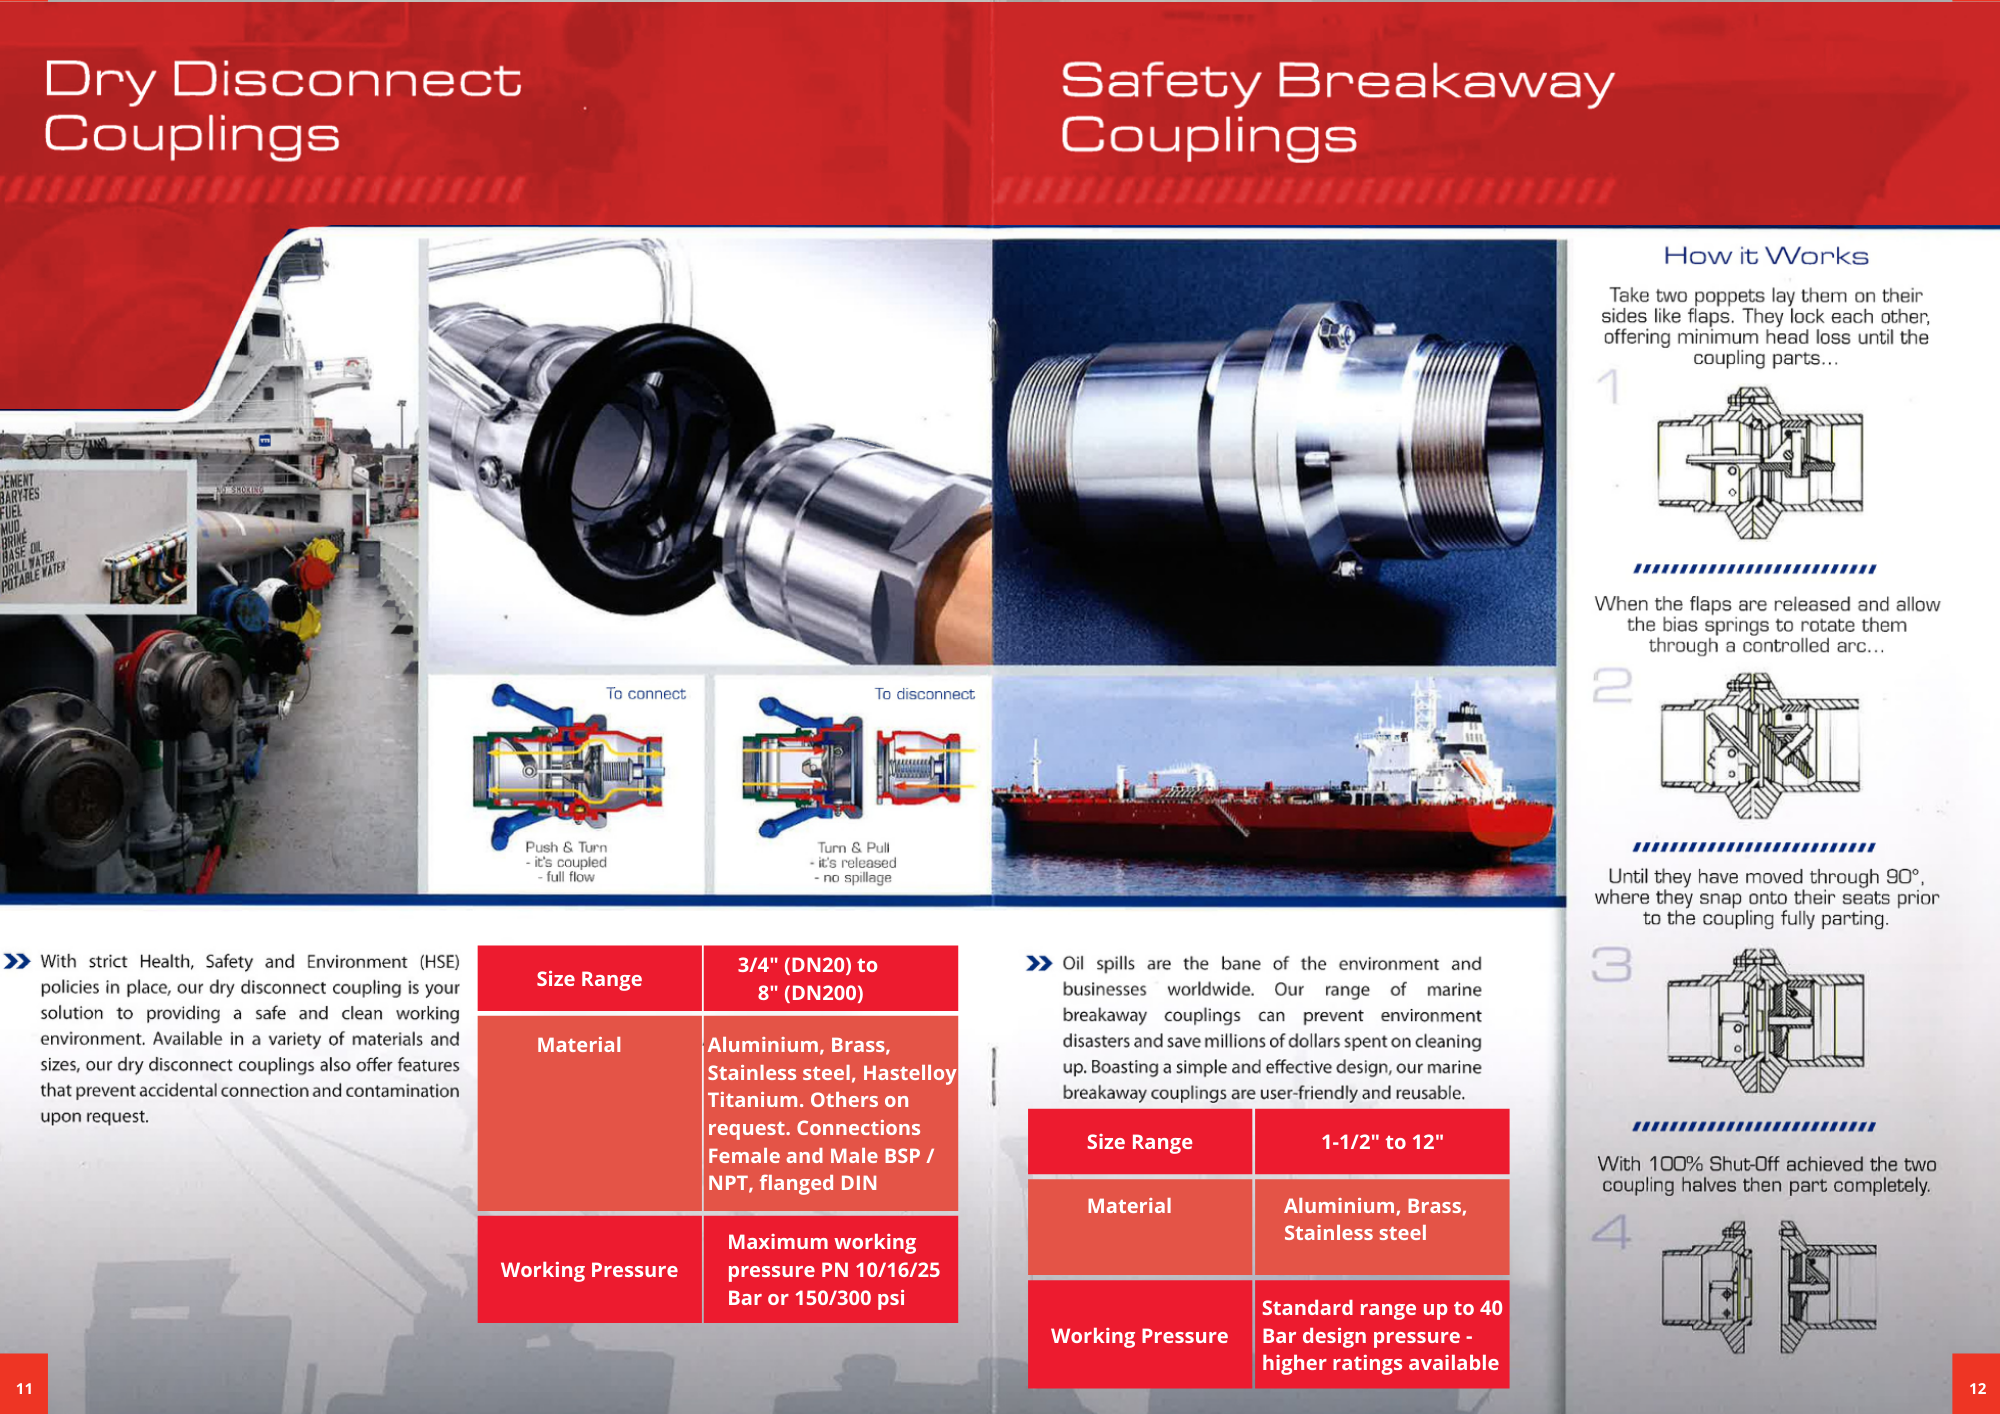 Dry Disconnect
Couplings
CEMENT
BARYTES
FUEL
MUD
BRINE
BASE OIL
DRILL WATER
POTABLE WATER
NO SMOKING
To connect
Push & Turn
- it's coupled
- full flow
To disconnect
Turn & Pull
- it's released
- no spillage
With strict Health, Safety and Environment (HSE)
policies in place, our dry disconnect coupling is your
solution to providing a safe and clean working
environment. Available in a variety of materials and
sizes, our dry disconnect couplings also offer features
that prevent accidental connection and contamination
upon request.
Size Range
3/4" (DN20) to
8" (DN200)
Material
Aluminium, Brass,
Stainless steel, Hastelloy
Titanium. Others on
request. Connections
Female and Male BSP /
NPT, flanged DIN
Working Pressure
Maximum working
pressure PN 10/16/25
Bar or 150/300 psi
11
Safety Breakaway
Couplings
Oil spills are the bane of the environment and
businesses worldwide. Our range of marine
breakaway couplings can prevent environment
disasters and save millions of dollars spent on cleaning
up. Boasting a simple and effective design, our marine
breakaway couplings are user-friendly and reusable.
Size Range
1-1/2" to 12"
Material
Aluminium, Brass,
Stainless steel
Working Pressure
Standard range up to 40
Bar design pressure -
higher ratings available
How it Works
Take two poppets lay them on their
sides like flaps. They lock each other,
offering minimum head loss until the
coupling parts...
1
When the flaps are released and allow
the bias springs to rotate them
through a controlled arc...
2
Until they have moved through 90°,
where they snap onto their seats prior
to the coupling fully parting.
3
With 100% Shut-Off achieved the two
coupling halves then part completely.
4
12